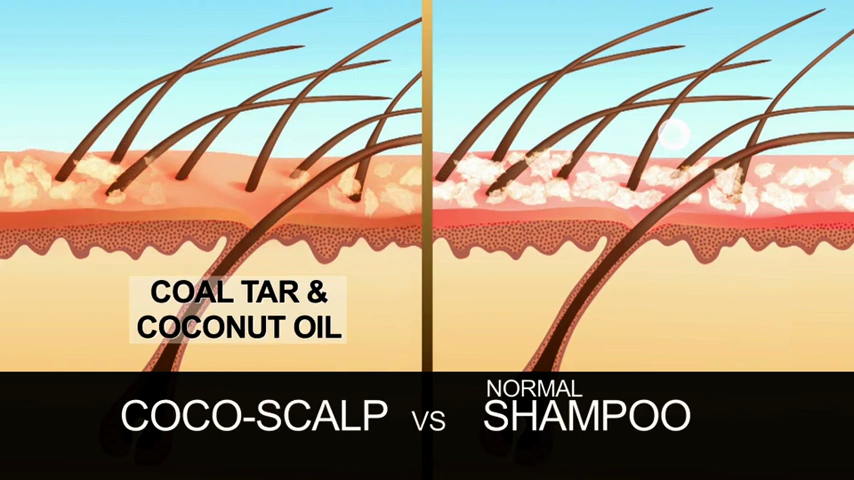 COAL TAR &
COCONUT OIL
COCO-SCALP vs NORMAL SHAMPOO